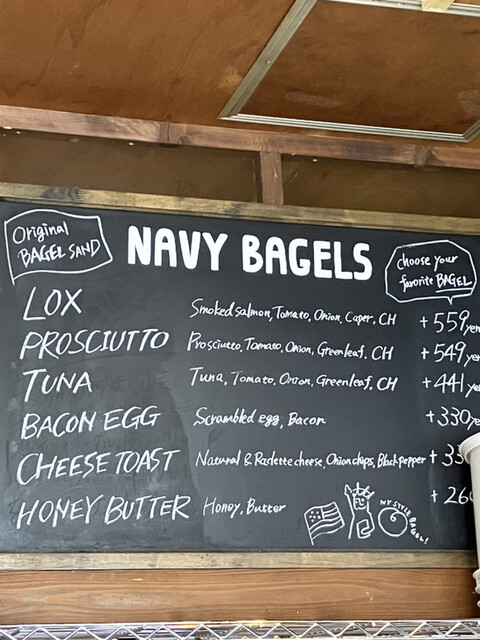 Original
BAGEL SAND
NAVY BAGELS
choose your
favorite BAGEL
LOX Smoked salmon, Tomato, Onion, Caper, CH +559yen
PROSCIUTTO Prosciutto, Tomato, Onion, Greenleaf, CH +549yen
TUNA Tuna, Tomato, Onion, Greenleaf, CH +441yen
BACON EGG Scrambled egg, Bacon +330yen
CHEESE TOAST Natural & Radette cheese, Onion chips, Black pepper
HONEY BUTTER Honey, Butter
NY STYLE BAGEL!